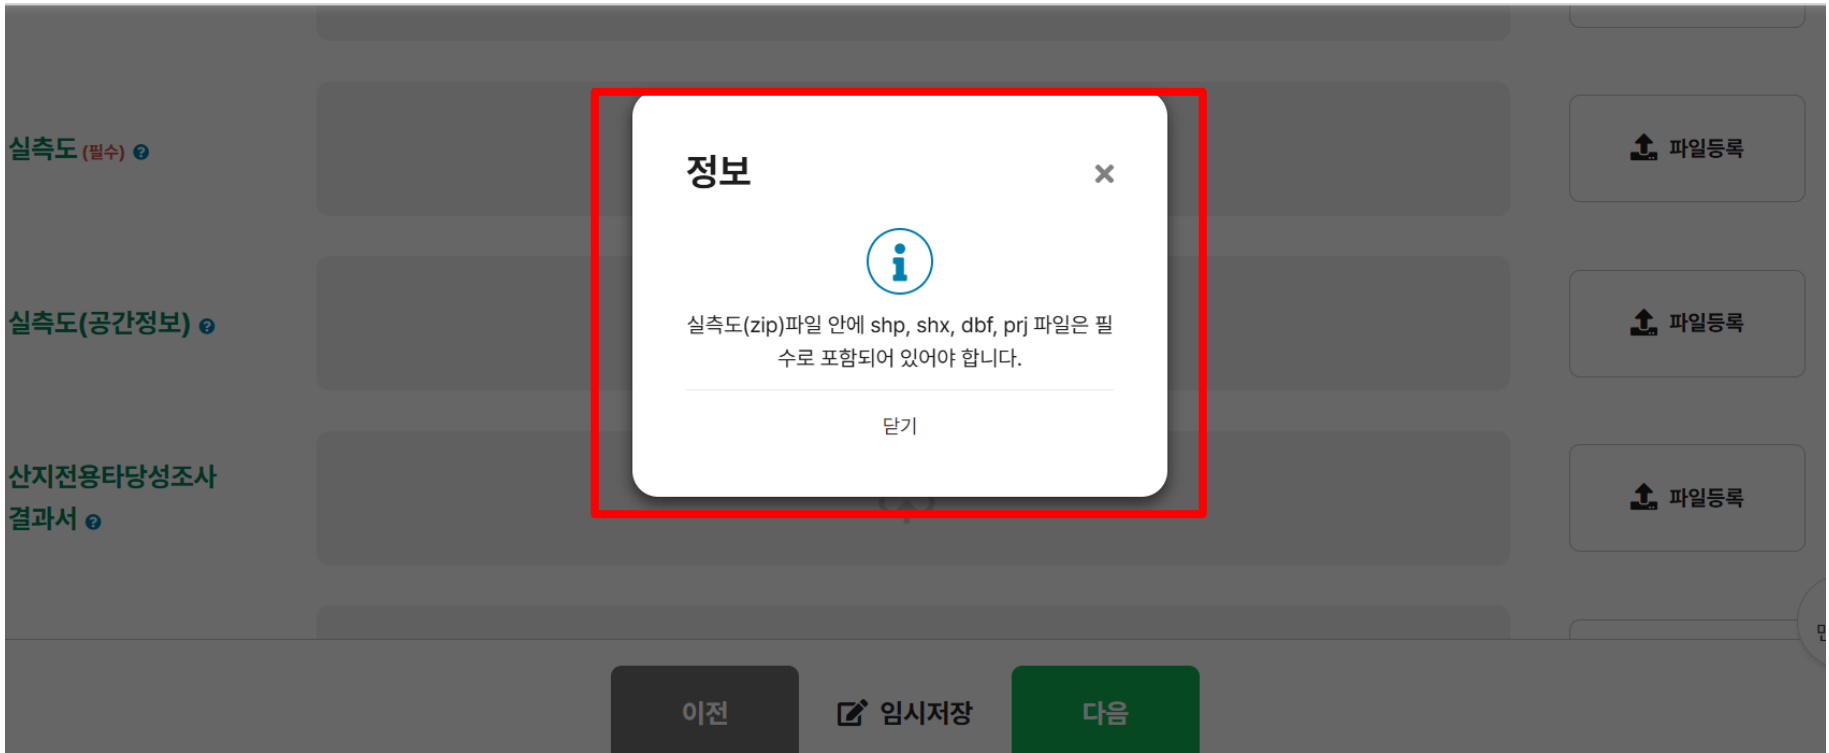 정보
실측도(zip)파일 안에 shp, shx, dbf, prj 파일은 필
수로 포함되어 있어야 합니다.
닫기
실측도 (필수)
파일등록
실측도(공간정보)
파일등록
산지전용타당성조사
결과서
파일등록
이전
임시저장
다음